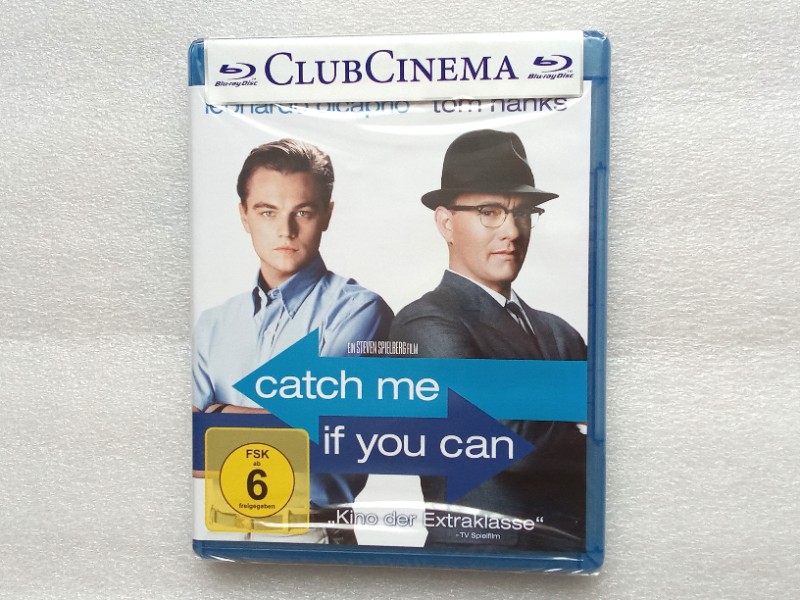 Blu-ray Disc CLUBCINEMA Blu-ray Disc
leonardo dicaprio tom hanks
EIN STEVEN SPIELBERG FILM
catch me
if you can
FSK
ab
6
freigegeben
„Kino der Extraklasse“
- TV Spielfilm